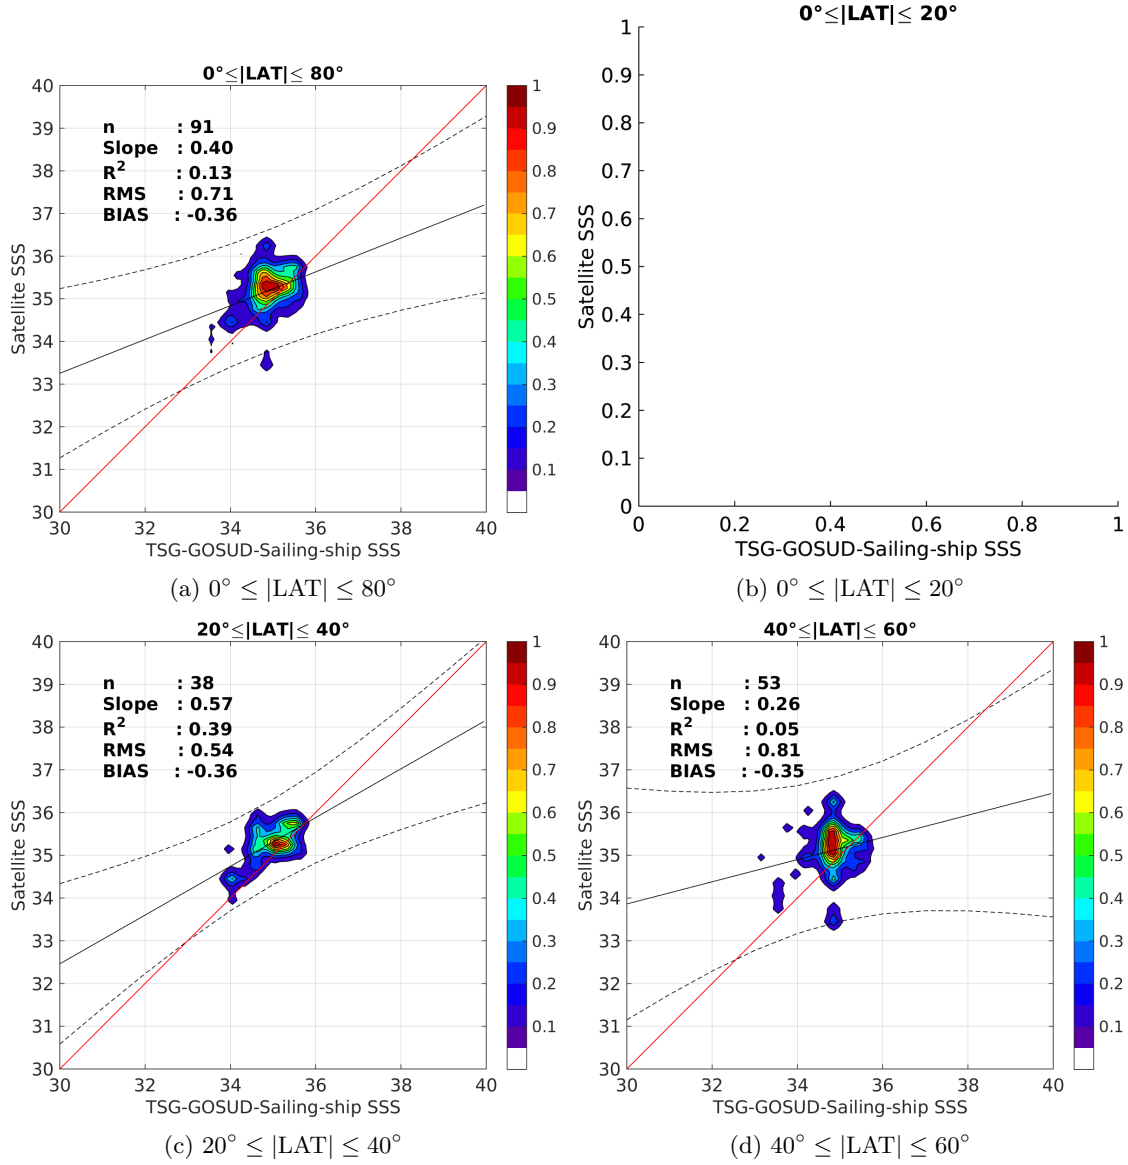 0°≤|LAT|≤ 80°
40
39
38
37
36
35
34
33
32
31
30
30 32 34 36 38 40
Satellite SSS
TSG-GOSUD-Sailing-ship SSS
n : 91
Slope : 0.40
R² : 0.13
RMS : 0.71
BIAS : -0.36
1
0.9
0.8
0.7
0.6
0.5
0.4
0.3
0.2
0.1
(a) 0° ≤ |LAT| ≤ 80°
0°≤|LAT|≤ 20°
1
0.9
0.8
0.7
0.6
0.5
0.4
0.3
0.2
0.1
0
0 0.2 0.4 0.6 0.8 1
Satellite SSS
TSG-GOSUD-Sailing-ship SSS
(b) 0° ≤ |LAT| ≤ 20°
20°≤|LAT|≤ 40°
40
39
38
37
36
35
34
33
32
31
30
30 32 34 36 38 40
Satellite SSS
TSG-GOSUD-Sailing-ship SSS
n : 38
Slope : 0.57
R² : 0.39
RMS : 0.54
BIAS : -0.36
1
0.9
0.8
0.7
0.6
0.5
0.4
0.3
0.2
0.1
(c) 20° ≤ |LAT| ≤ 40°
40°≤|LAT|≤ 60°
40
39
38
37
36
35
34
33
32
31
30
30 32 34 36 38 40
Satellite SSS
TSG-GOSUD-Sailing-ship SSS
n : 53
Slope : 0.26
R² : 0.05
RMS : 0.81
BIAS : -0.35
1
0.9
0.8
0.7
0.6
0.5
0.4
0.3
0.2
0.1
(d) 40° ≤ |LAT| ≤ 60°